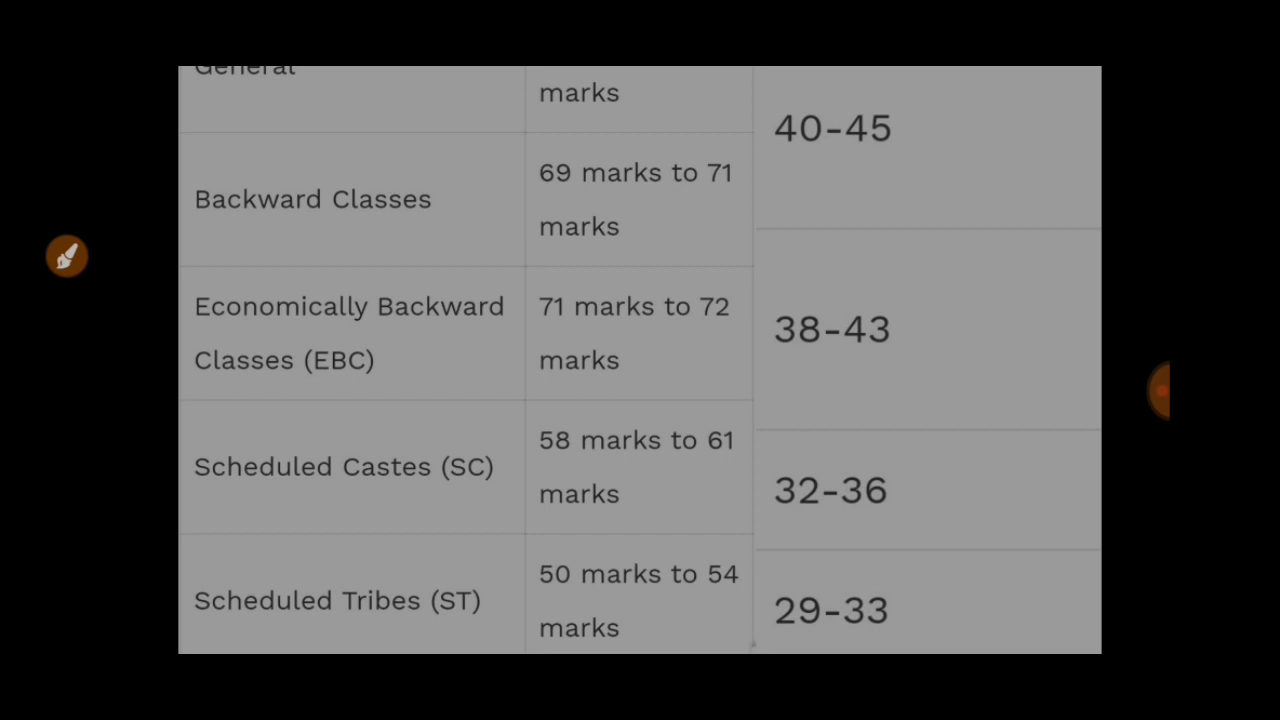 General
marks
40-45
Backward Classes
69 marks to 71
marks
Economically Backward
Classes (EBC)
71 marks to 72
marks
38-43
Scheduled Castes (SC)
58 marks to 61
marks
32-36
Scheduled Tribes (ST)
50 marks to 54
marks
29-33